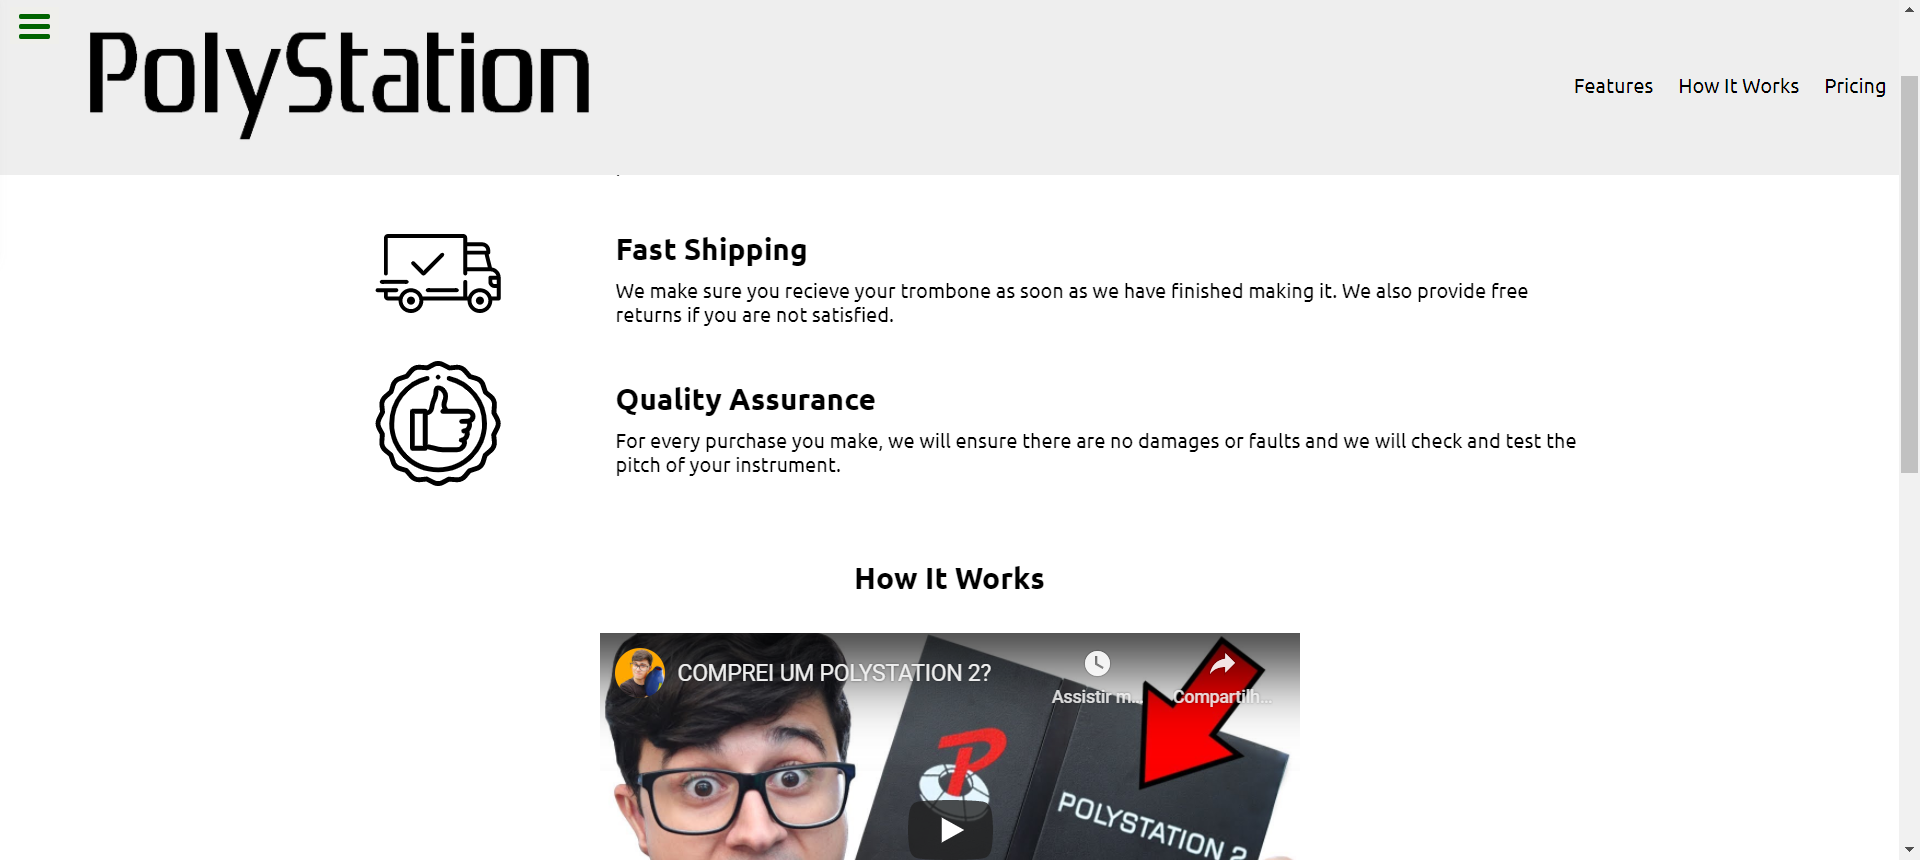 PolyStation
Features How It Works Pricing
Fast Shipping
We make sure you recieve your trombone as soon as we have finished making it. We also provide free
returns if you are not satisfied.
Quality Assurance
For every purchase you make, we will ensure there are no damages or faults and we will check and test the
pitch of your instrument.
How It Works
COMPREI UM POLYSTATION 2?
Assistir m...
Compartilh...
P
POLYSTATION 2